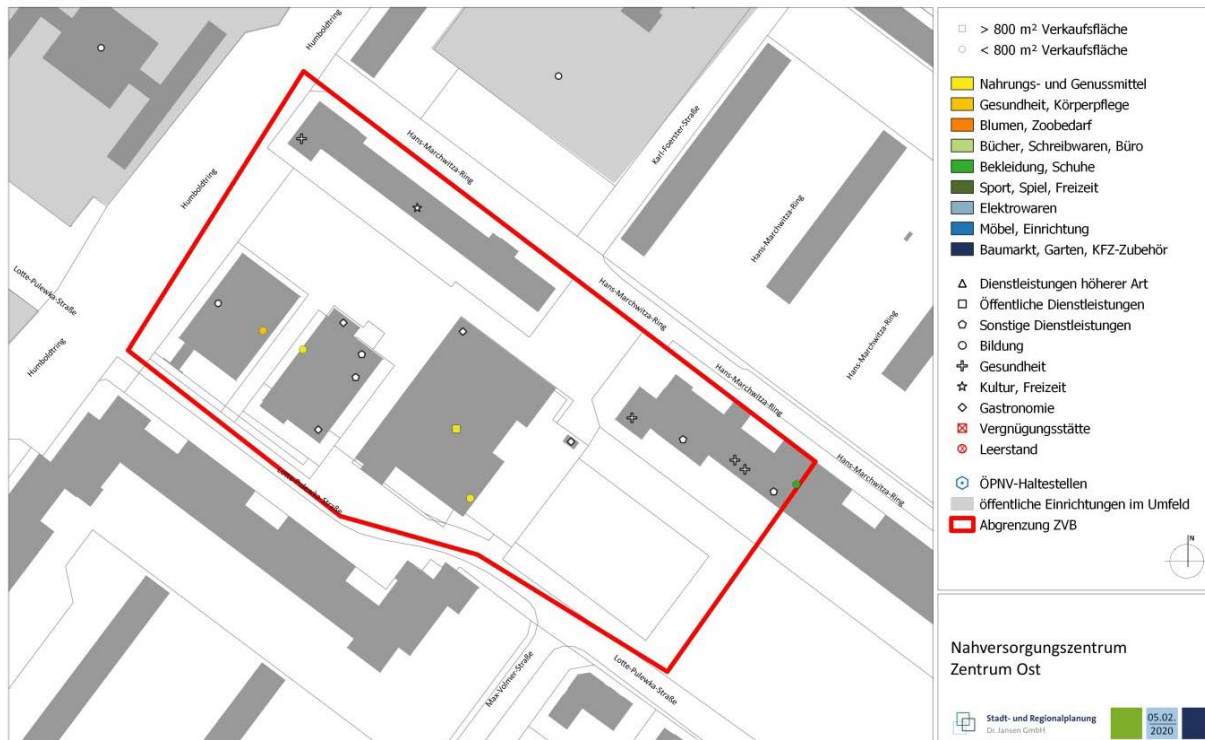 Humboldtring
Hans-Marchwitza-Ring
Karl-Foerster-Straße
Humboldtring
Hans-Marchwitza-Ring
Lotte-Pulewka-Straße
Hans-Marchwitza-Ring
Humboldtring
Hans-Marchwitza-Ring
Hans-Marchwitza-Ring
Hans-Marchwitza-Ring
Lotte-Pulewka-Straße
Max-Volmer-Straße
Lotte-Pulewka-Straße
> 800 m² Verkaufsfläche
< 800 m² Verkaufsfläche
Nahrungs- und Genussmittel
Gesundheit, Körperpflege
Blumen, Zoobedarf
Bücher, Schreibwaren, Büro
Bekleidung, Schuhe
Sport, Spiel, Freizeit
Elektrowaren
Möbel, Einrichtung
Baumarkt, Garten, KFZ-Zubehör
Dienstleistungen höherer Art
Öffentliche Dienstleistungen
Sonstige Dienstleistungen
Bildung
Gesundheit
Kultur, Freizeit
Gastronomie
Vergnügungsstätte
Leerstand
ÖPNV-Haltestellen
öffentliche Einrichtungen im Umfeld
Abgrenzung ZVB
N
Nahversorgungszentrum
Zentrum Ost
Stadt- und Regionalplanung
Dr. Jansen GmbH
05.02.
2020